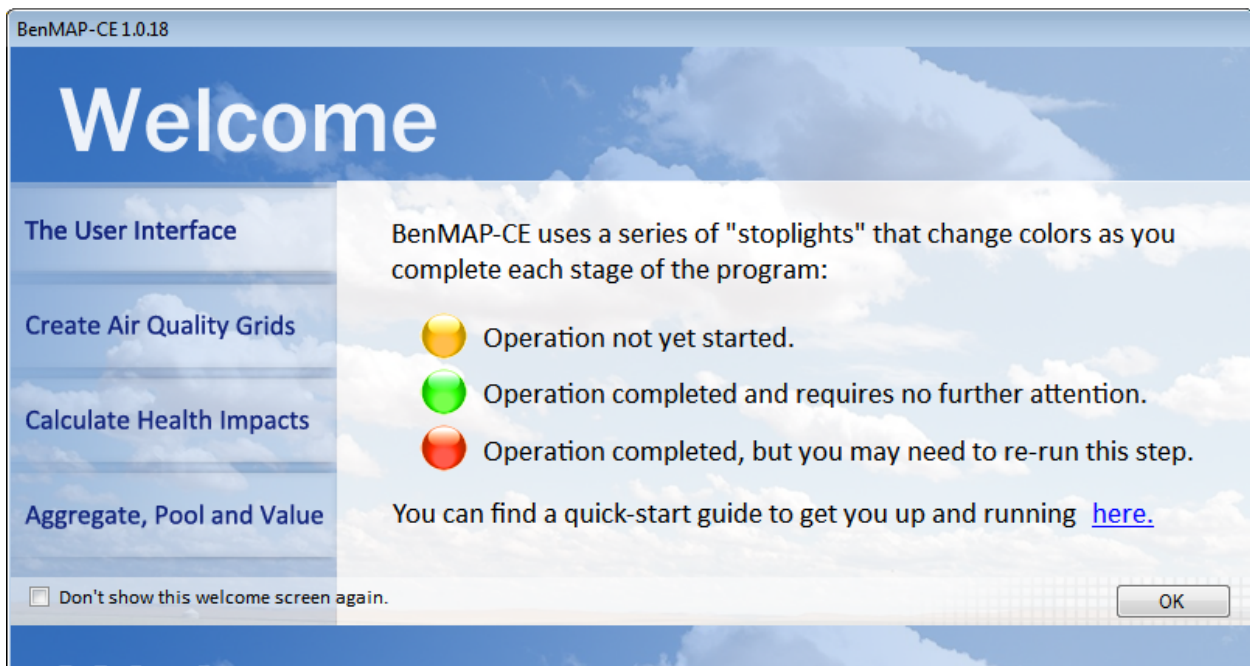 BenMAP-CE 1.0.18
Welcome
The User Interface
Create Air Quality Grids
Calculate Health Impacts
Aggregate, Pool and Value
BenMAP-CE uses a series of "stoplights" that change colors as you
complete each stage of the program:
Operation not yet started.
Operation completed and requires no further attention.
Operation completed, but you may need to re-run this step.
You can find a quick-start guide to get you up and running here.
Don't show this welcome screen again.
OK